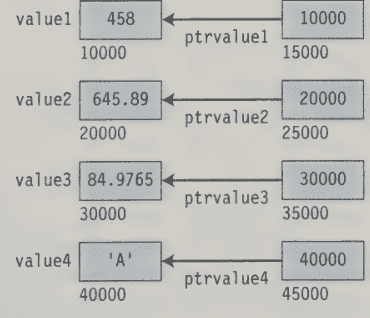 value1 458 10000
ptrvalue1
10000 15000
value2 645.89 20000
ptrvalue2
20000 25000
value3 84.9765 30000
ptrvalue3
30000 35000
value4 'A' 40000
ptrvalue4
40000 45000